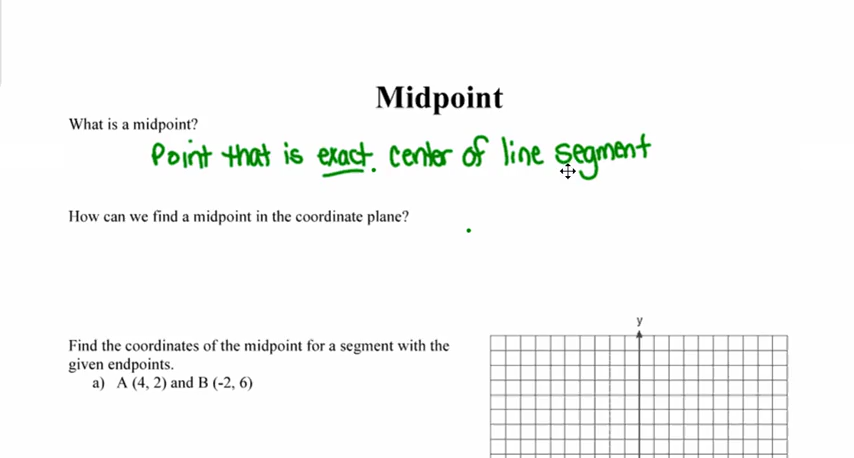 Midpoint
What is a midpoint?
Point that is exact center of line segment
How can we find a midpoint in the coordinate plane?
y
Find the coordinates of the midpoint for a segment with the
given endpoints.
a) A (4, 2) and B (-2, 6)